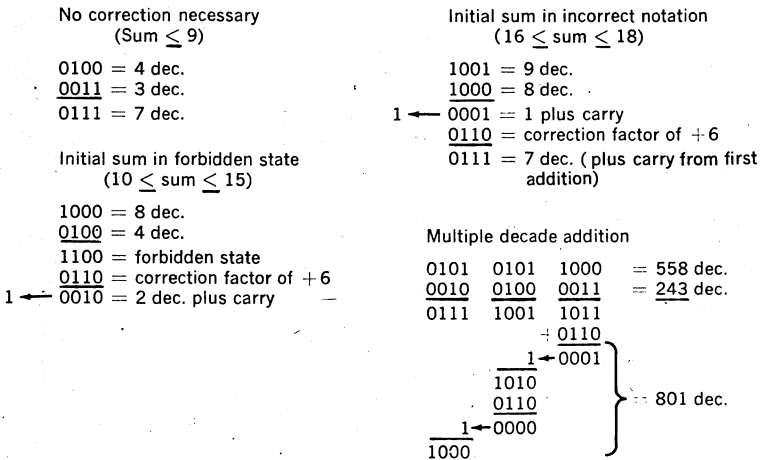 No correction necessary
(Sum ≤ 9)
0100 = 4 dec.
0011 = 3 dec.
0111 = 7 dec.
Initial sum in forbidden state
(10 ≤ sum ≤ 15)
1000 = 8 dec.
0100 = 4 dec.
1100 = forbidden state
0110 = correction factor of +6
1 ← 0010 = 2 dec. plus carry
Initial sum in incorrect notation
(16 ≤ sum ≤ 18)
1001 = 9 dec.
1000 = 8 dec.
1 ← 0001 = 1 plus carry
0110 = correction factor of +6
0111 = 7 dec. (plus carry from first
addition)
Multiple decade addition
0101 0101 1000 = 558 dec.
0010 0100 0011 = 243 dec.
0111 1001 1011
+ 0110
1 ← 0001
1010
0110
1 ← 0000
1000
= 801 dec.